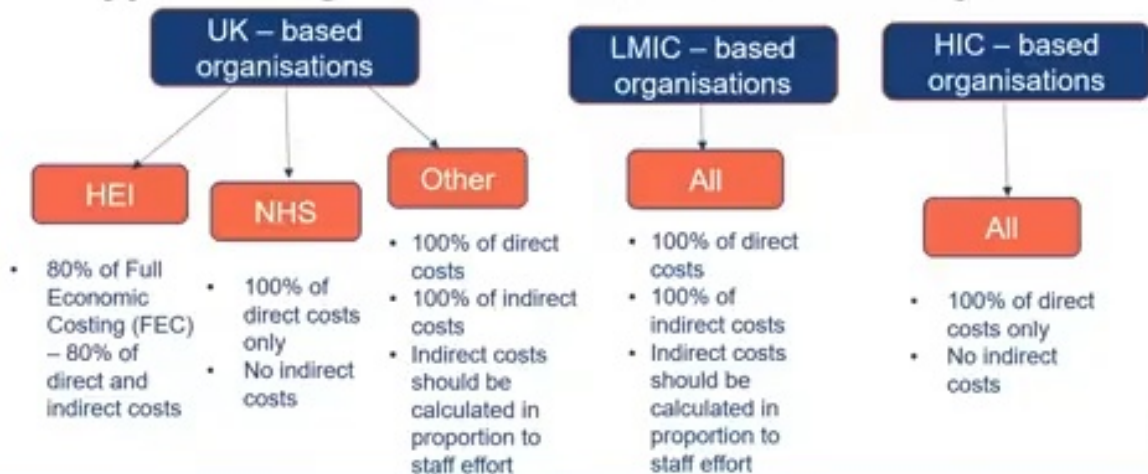 UK – based
organisations
HEI
• 80% of Full
Economic
Costing (FEC)
– 80% of
direct and
indirect costs
NHS
• 100% of
direct costs
only
• No indirect
costs
Other
• 100% of direct
costs
• 100% of indirect
costs
• Indirect costs
should be
calculated in
proportion to
staff effort
LMIC – based
organisations
All
• 100% of direct
costs
• 100% of
indirect costs
• Indirect costs
should be
calculated in
proportion to
staff effort
HIC – based
organisations
All
• 100% of direct
costs only
• No indirect
costs